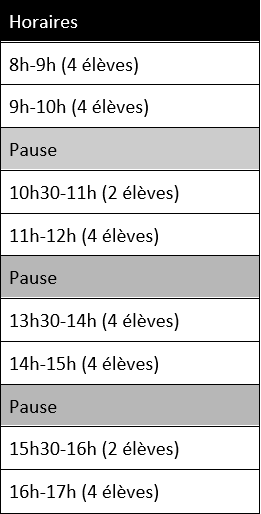 Horaires
8h-9h (4 élèves)
9h-10h (4 élèves)
Pause
10h30-11h (2 élèves)
11h-12h (4 élèves)
Pause
13h30-14h (4 élèves)
14h-15h (4 élèves)
Pause
15h30-16h (2 élèves)
16h-17h (4 élèves)